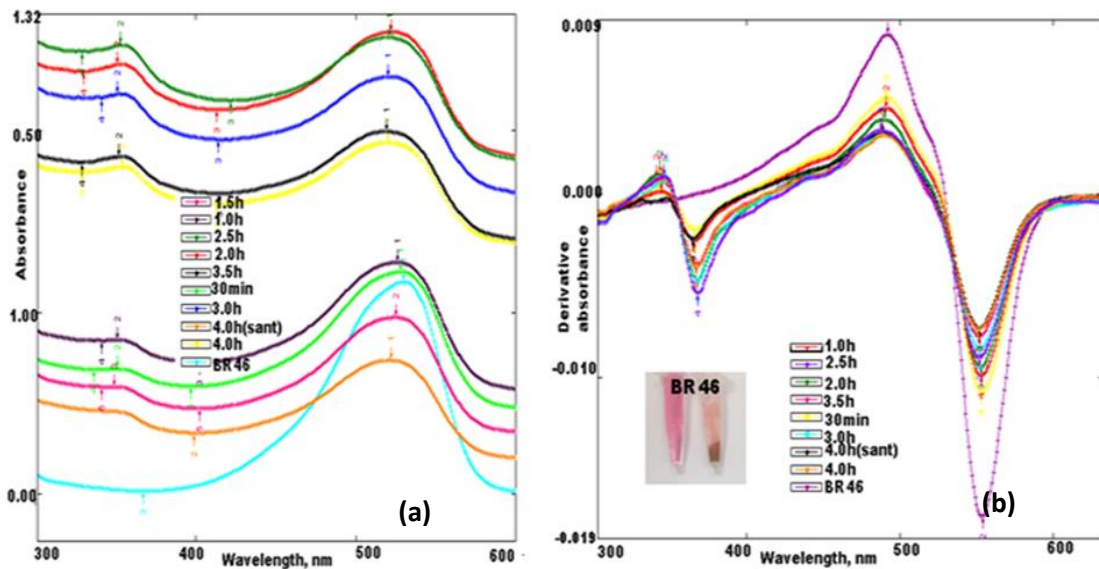 1.32
0.50
1.00
0.00
Absorbance
1.5h
1.0h
2.5h
2.0h
3.5h
30min
3.0h
4.0h(sant)
4.0h
BR 46
(a)
300
400
500
600
Wavelength, nm
0.009
0.000
-0.010
-0.019
Derivative
absorbance
BR 46
1.0h
2.5h
2.0h
3.5h
30min
3.0h
4.0h(sant)
4.0h
BR 46
(b)
300
400
500
600
Wavelength, nm